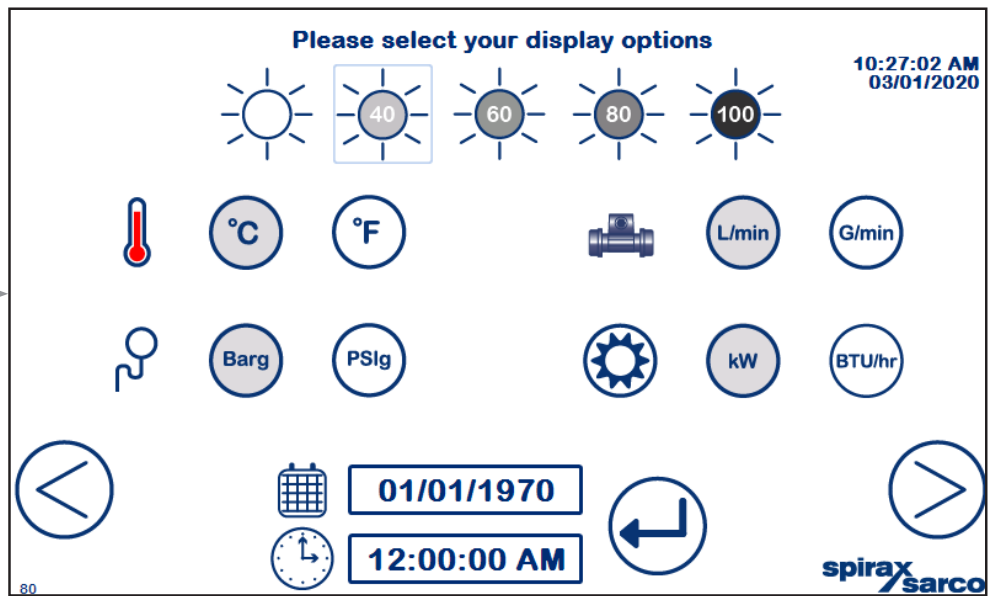 Please select your display options
10:27:02 AM
03/01/2020
40 60 80 100
°C °F L/min G/min
Barg PSIg kW BTU/hr
01/01/1970
12:00:00 AM
80
spirax
sarco